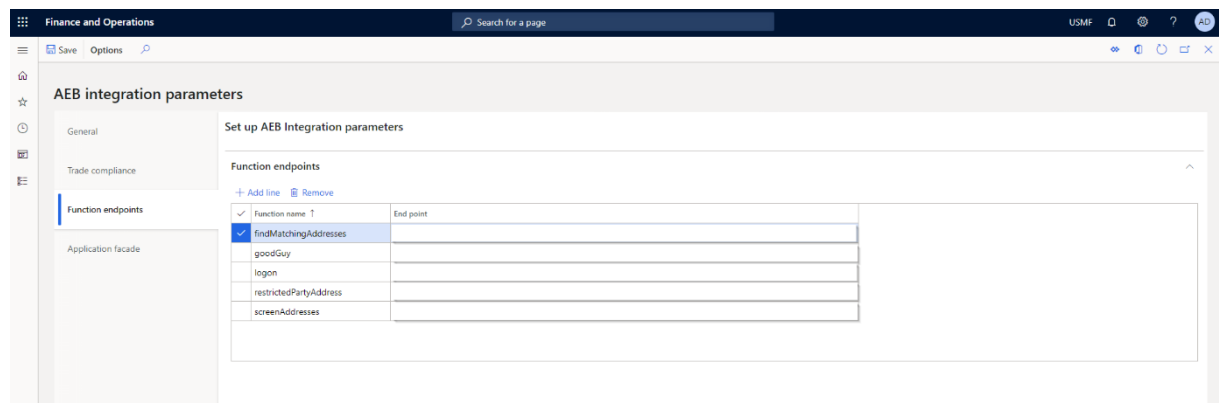 Finance and Operations
Search for a page
USMF
?
AD
Save Options
AEB integration parameters
General
Trade compliance
Function endpoints
Application facade
Set up AEB Integration parameters
Function endpoints
+ Add line Remove
Function name ↑ End point
findMatchingAddresses
goodGuy
logon
restrictedPartyAddress
screenAddresses